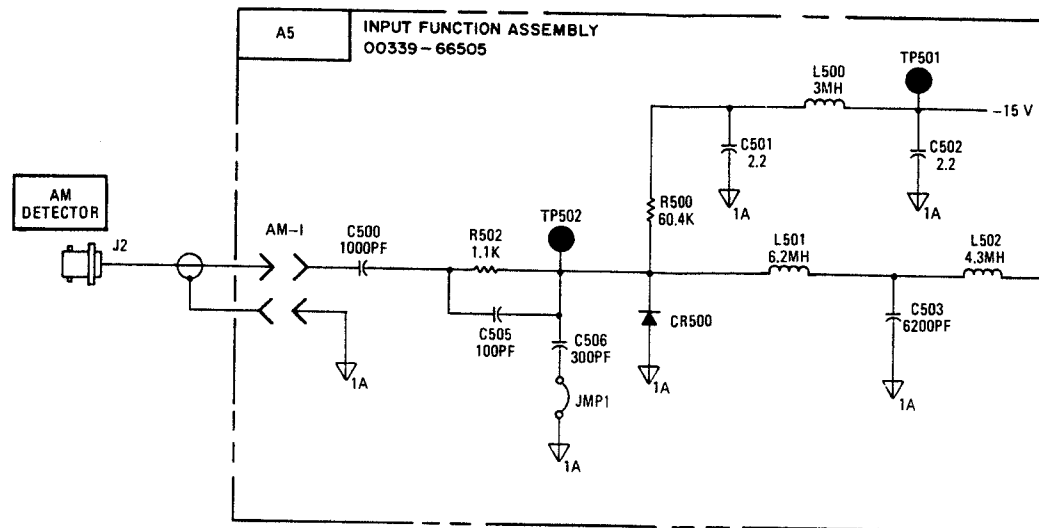 A5
INPUT FUNCTION ASSEMBLY
00339-66505
TP501
L500
3MH
-15 V
C501
2.2
C502
2.2
1A
1A
AM
DETECTOR
J2
AM-I
C500
1000PF
R502
1.1K
TP502
R500
60.4K
L501
6.2MH
L502
4.3MH
C505
100PF
C506
300PF
CR500
C503
6200PF
1A
JMP1
1A
1A
1A